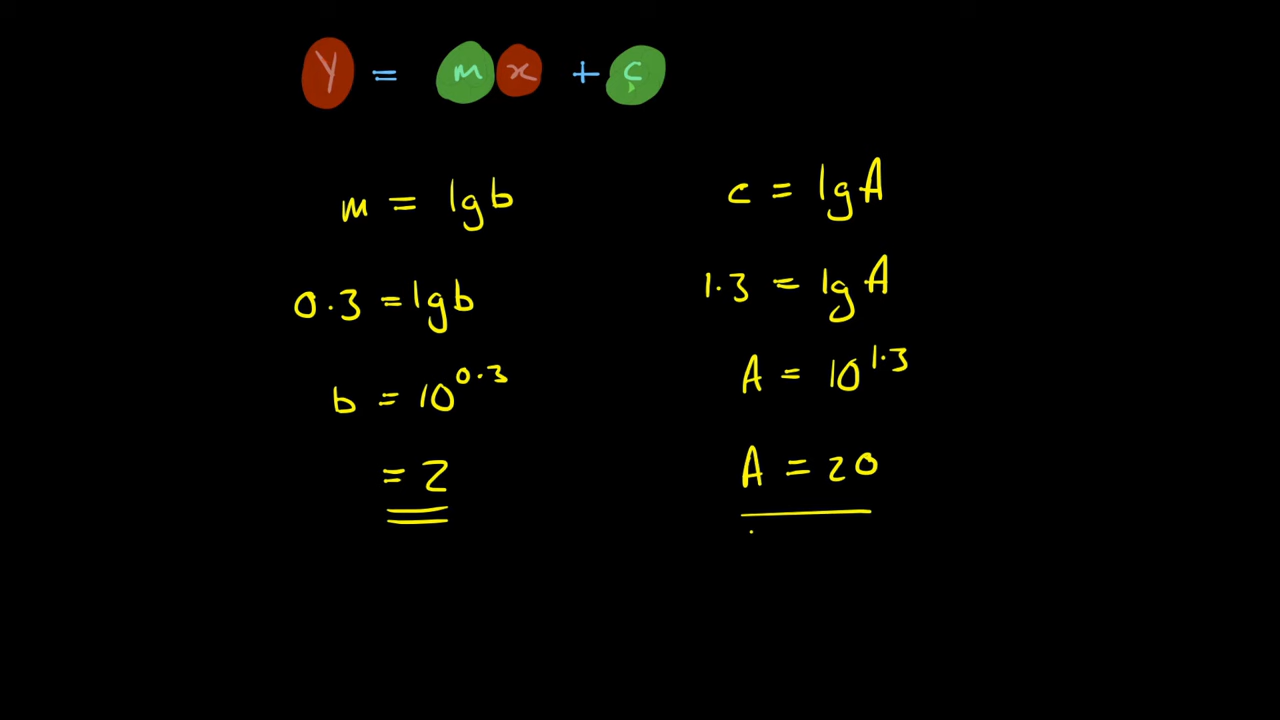 Y = mx + c
m = lgb
0.3 = lgb
b = 10^0.3
= 2
c = lgA
1.3 = lgA
A = 10^1.3
A = 20